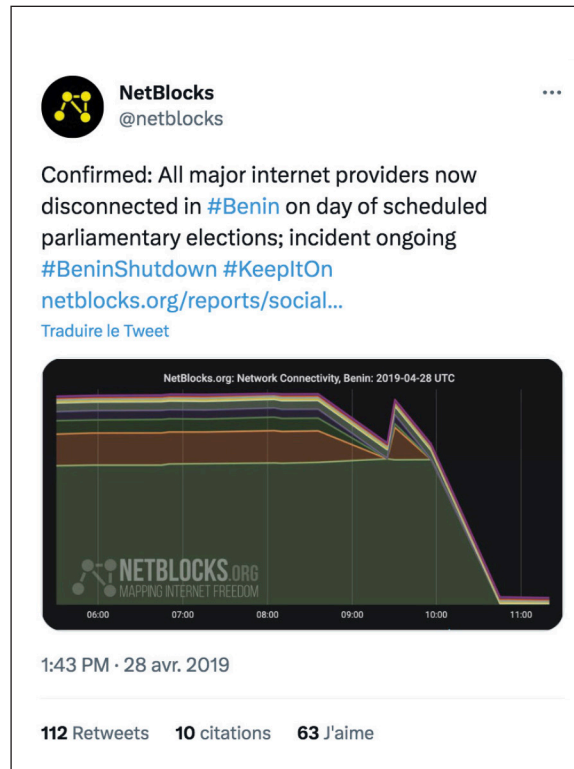 NetBlocks
@netblocks
Confirmed: All major internet providers now
disconnected in #Benin on day of scheduled
parliamentary elections; incident ongoing
#BeninShutdown #KeepItOn
netblocks.org/reports/social...
Traduire le Tweet
NetBlocks.org: Network Connectivity, Benin: 2019-04-28 UTC
NETBLOCKS.ORG
MAPPING INTERNET FREEDOM
06:00 07:00 08:00 09:00 10:00 11:00
1:43 PM · 28 avr. 2019
112 Retweets 10 citations 63 J'aime